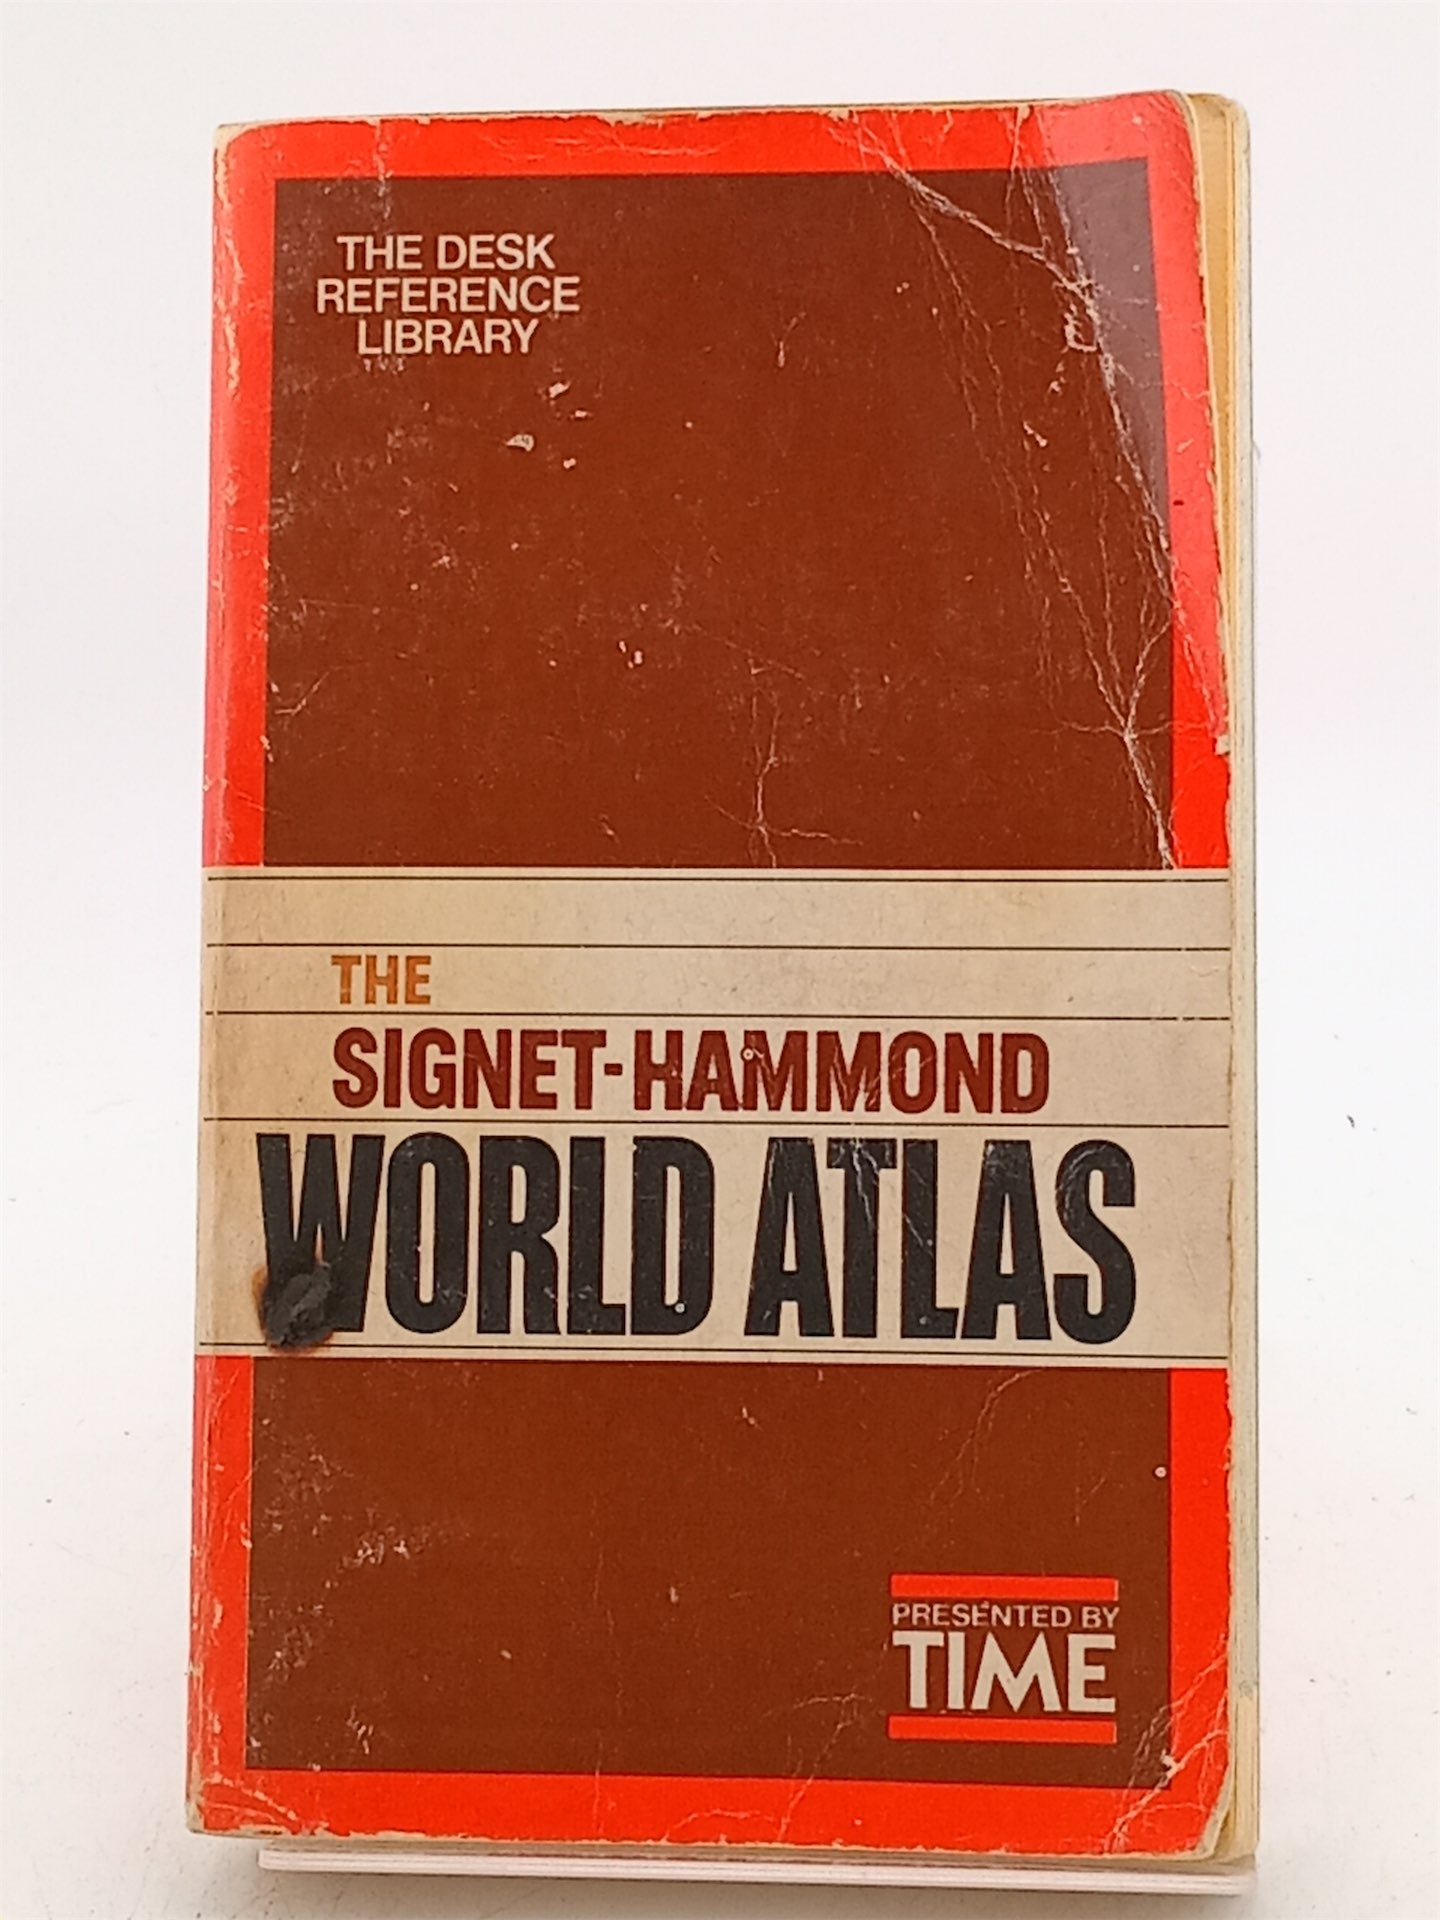 THE DESK
REFERENCE
LIBRARY
THE
SIGNET-HAMMOND
WORLD ATLAS
PRESENTED BY
TIME